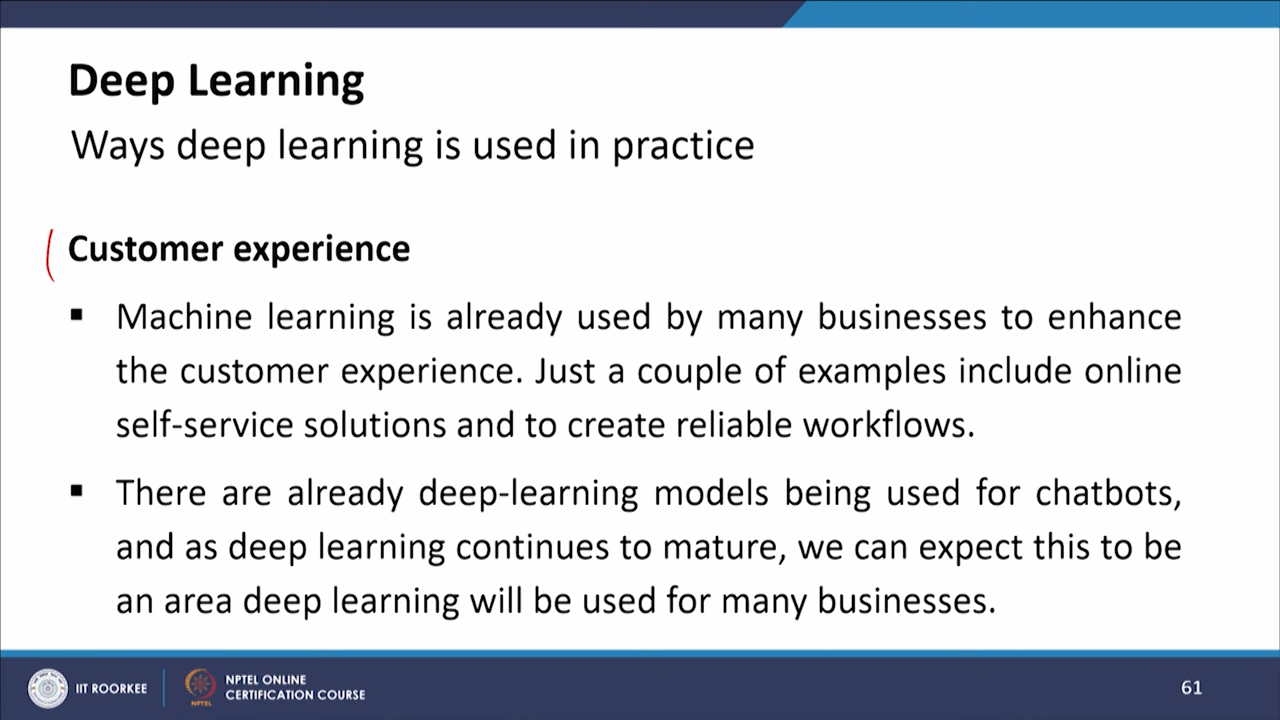 Deep Learning
Ways deep learning is used in practice
Customer experience
▪ Machine learning is already used by many businesses to enhance
the customer experience. Just a couple of examples include online
self-service solutions and to create reliable workflows.
▪ There are already deep-learning models being used for chatbots,
and as deep learning continues to mature, we can expect this to be
an area deep learning will be used for many businesses.
IIT ROORKEE
NPTEL
NPTEL ONLINE
CERTIFICATION COURSE
61